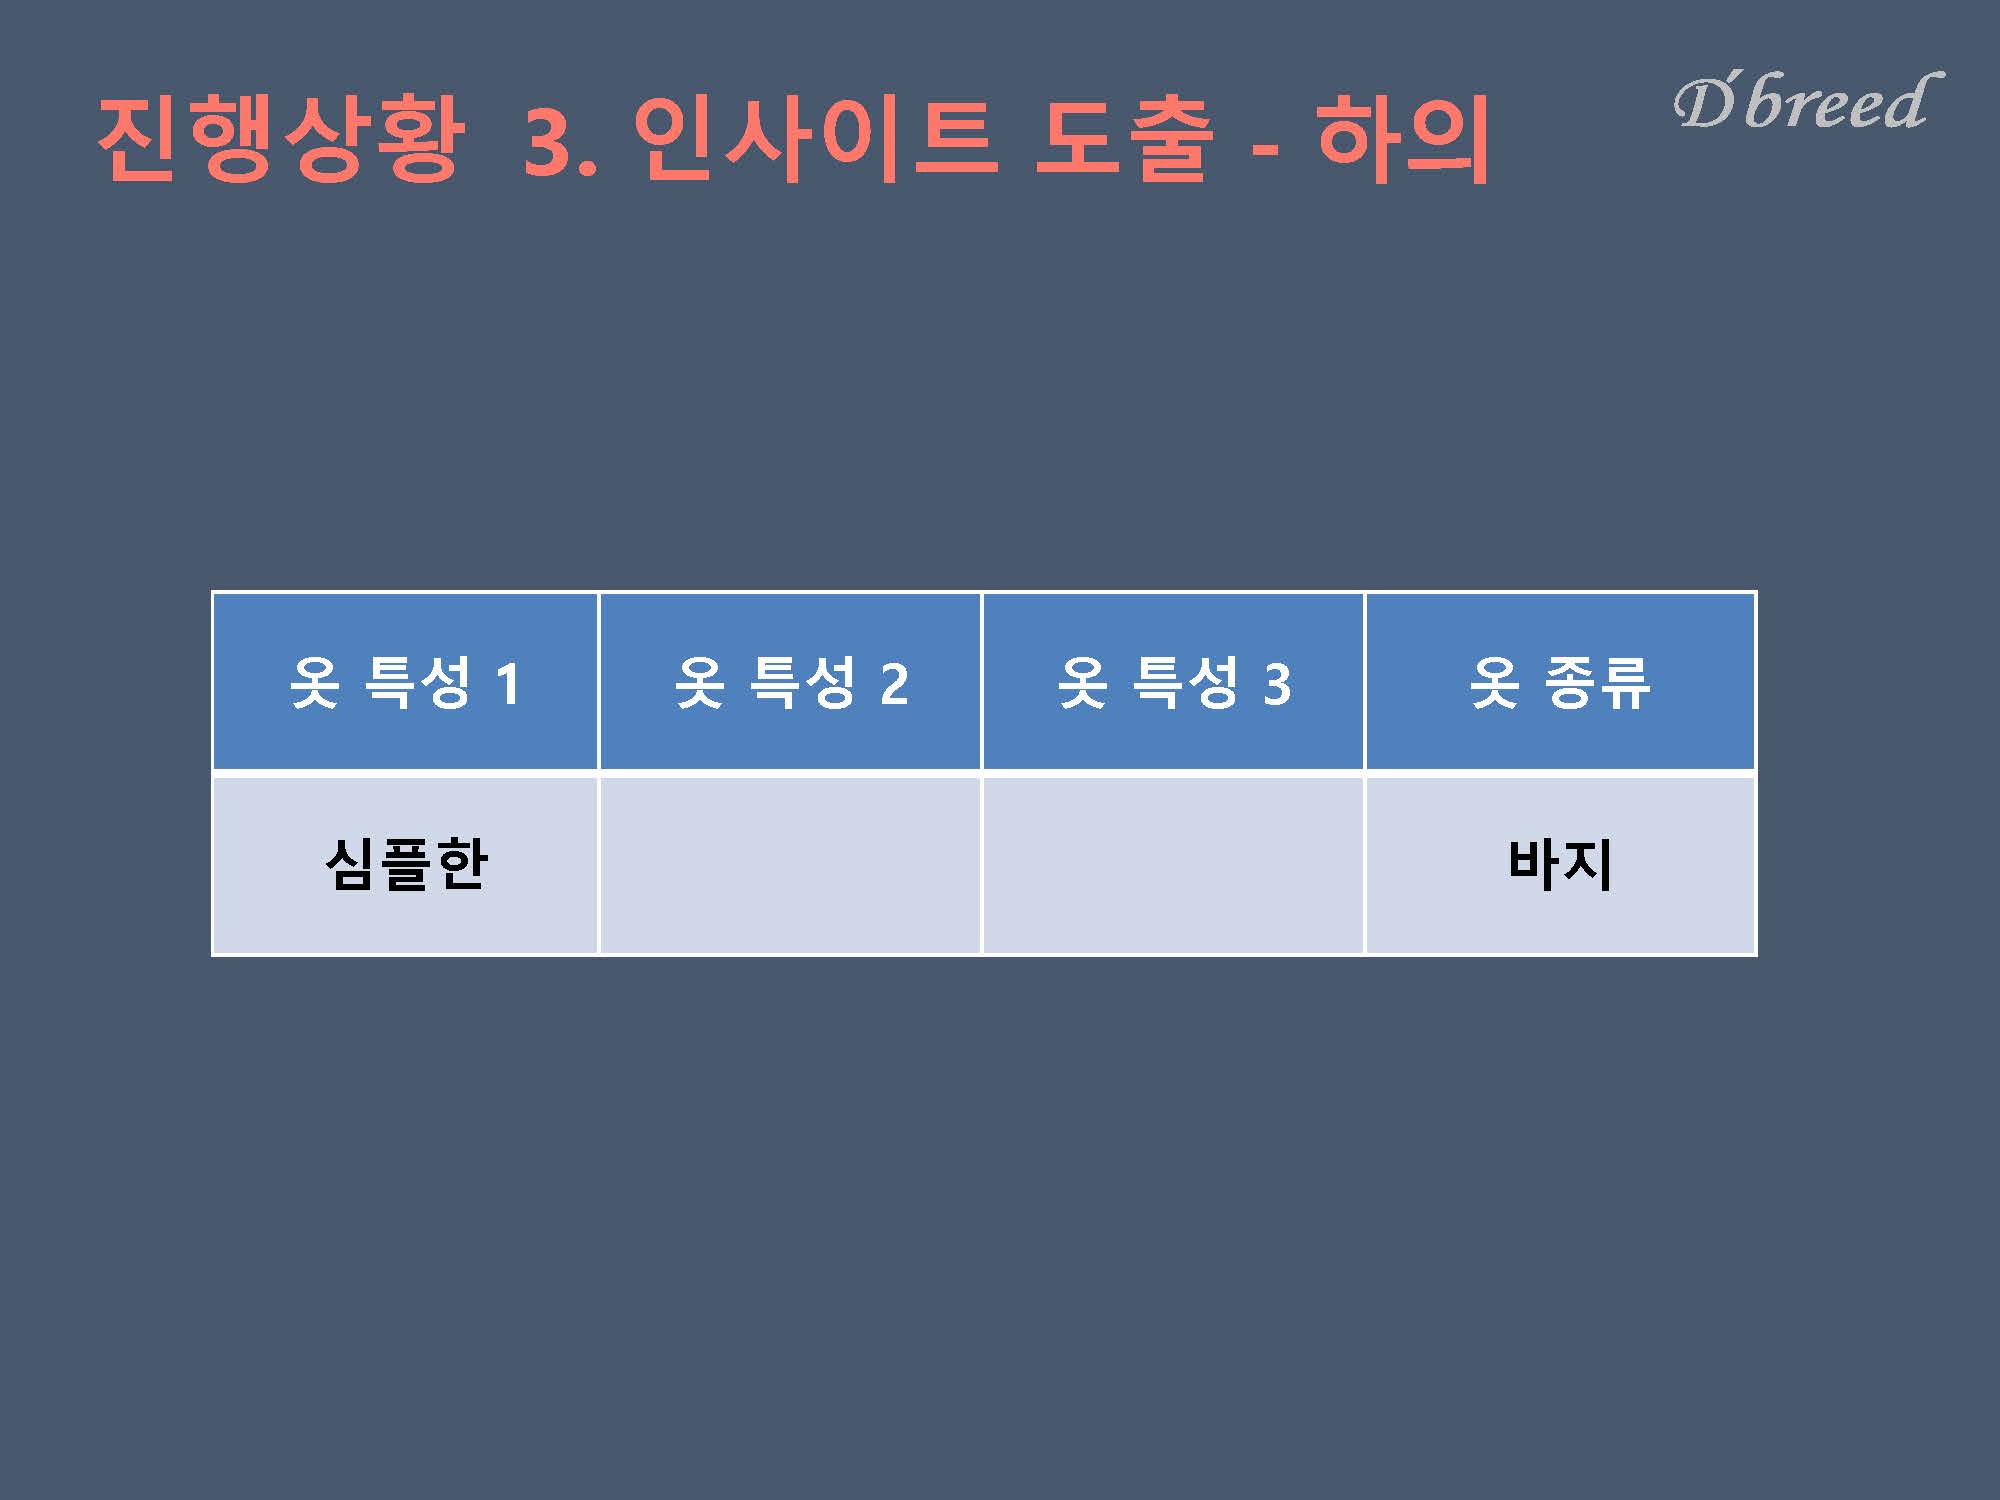 진행상황 3. 인사이트 도출 - 하의
D´breed
옷 특성 1 옷 특성 2 옷 특성 3 옷 종류
심플한 바지